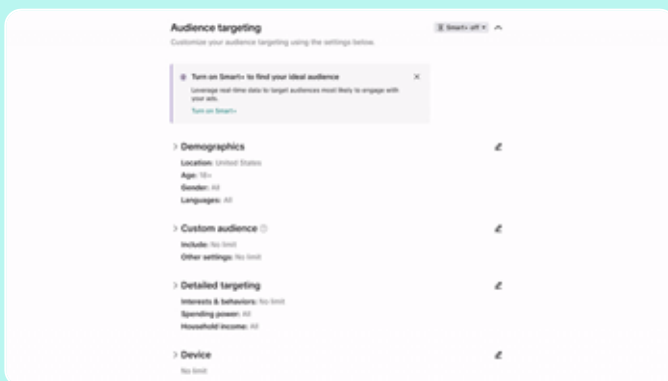 Audience targeting
Smart+ off
Customize your audience targeting using the settings below.
Turn on Smart+ to find your ideal audience
Leverage real-time data to target audiences most likely to engage with
your ads.
Turn on Smart+
Demographics
Location: United States
Age: 18+
Gender: All
Languages: All
Custom audience
Include: No limit
Other settings: No limit
Detailed targeting
Interests & behaviors: No limit
Spending power: All
Household income: All
Device
No limit